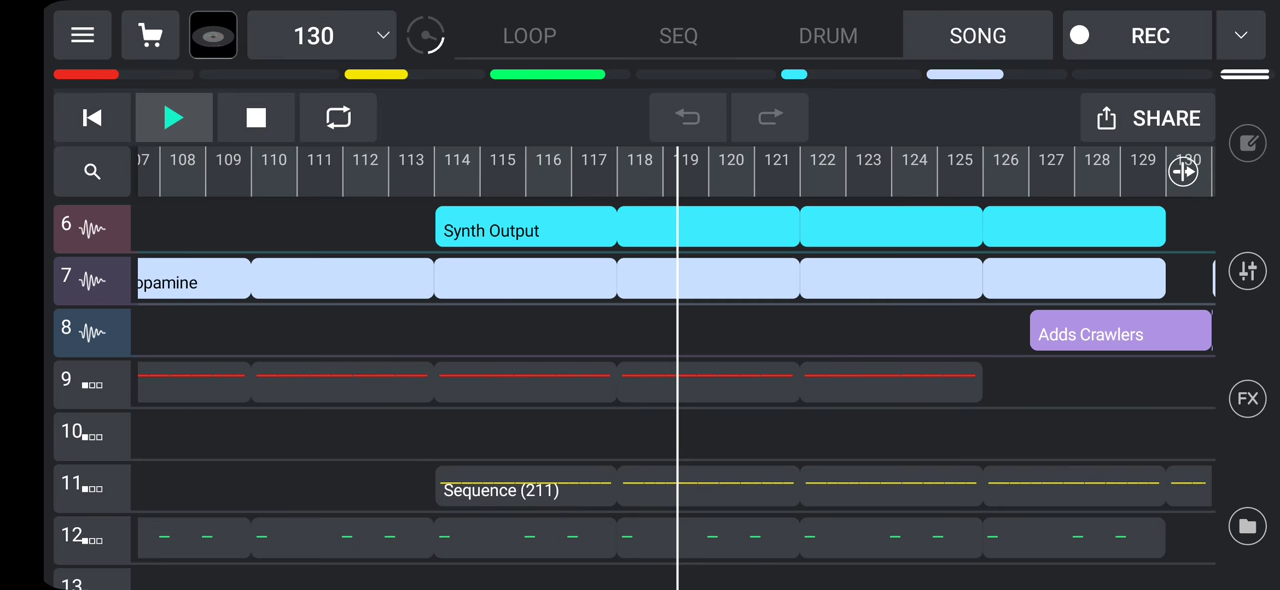 130 LOOP SEQ DRUM SONG REC
SHARE
07 108 109 110 111 112 113 114 115 116 117 118 119 120 121 122 123 124 125 126 127 128 129 130
6 Synth Output
7 opamine
8 Adds Crawlers
9
FX
10
11 Sequence (211)
12
13